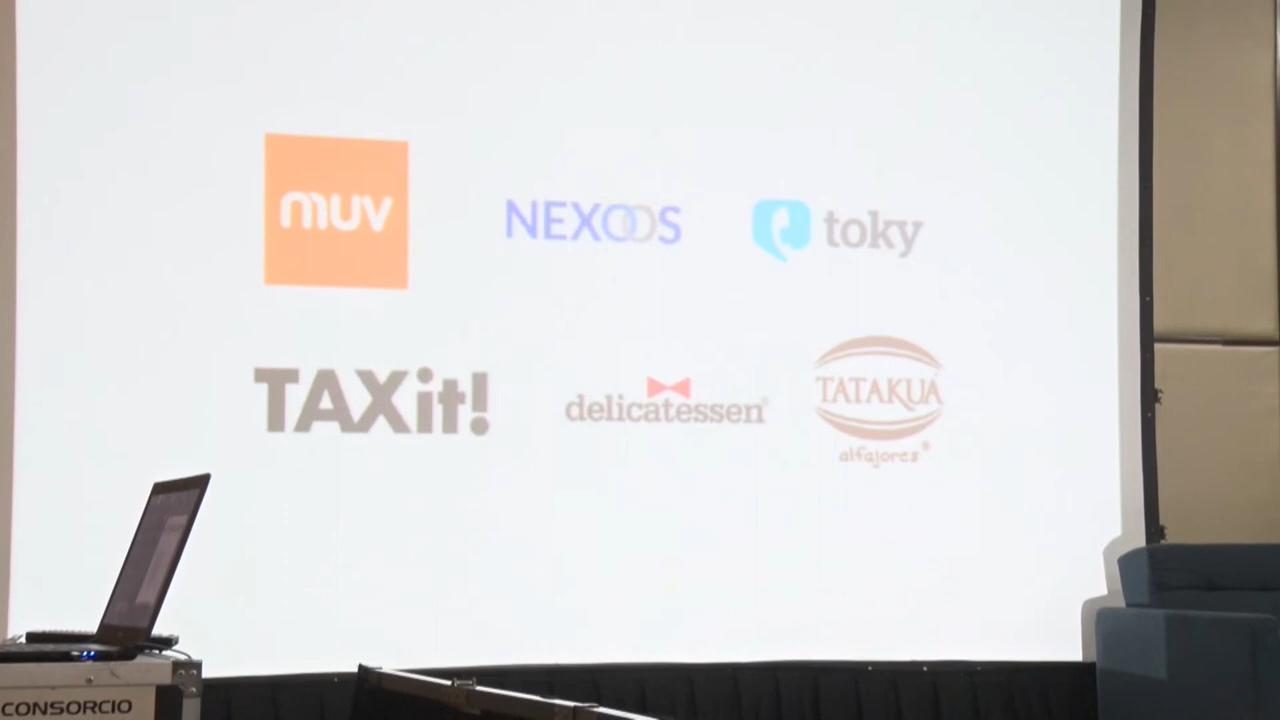 muv
NEXOOS
toky
TAXit!
delicatessen®
TATAKUA
alfajores®
CONSORCIO